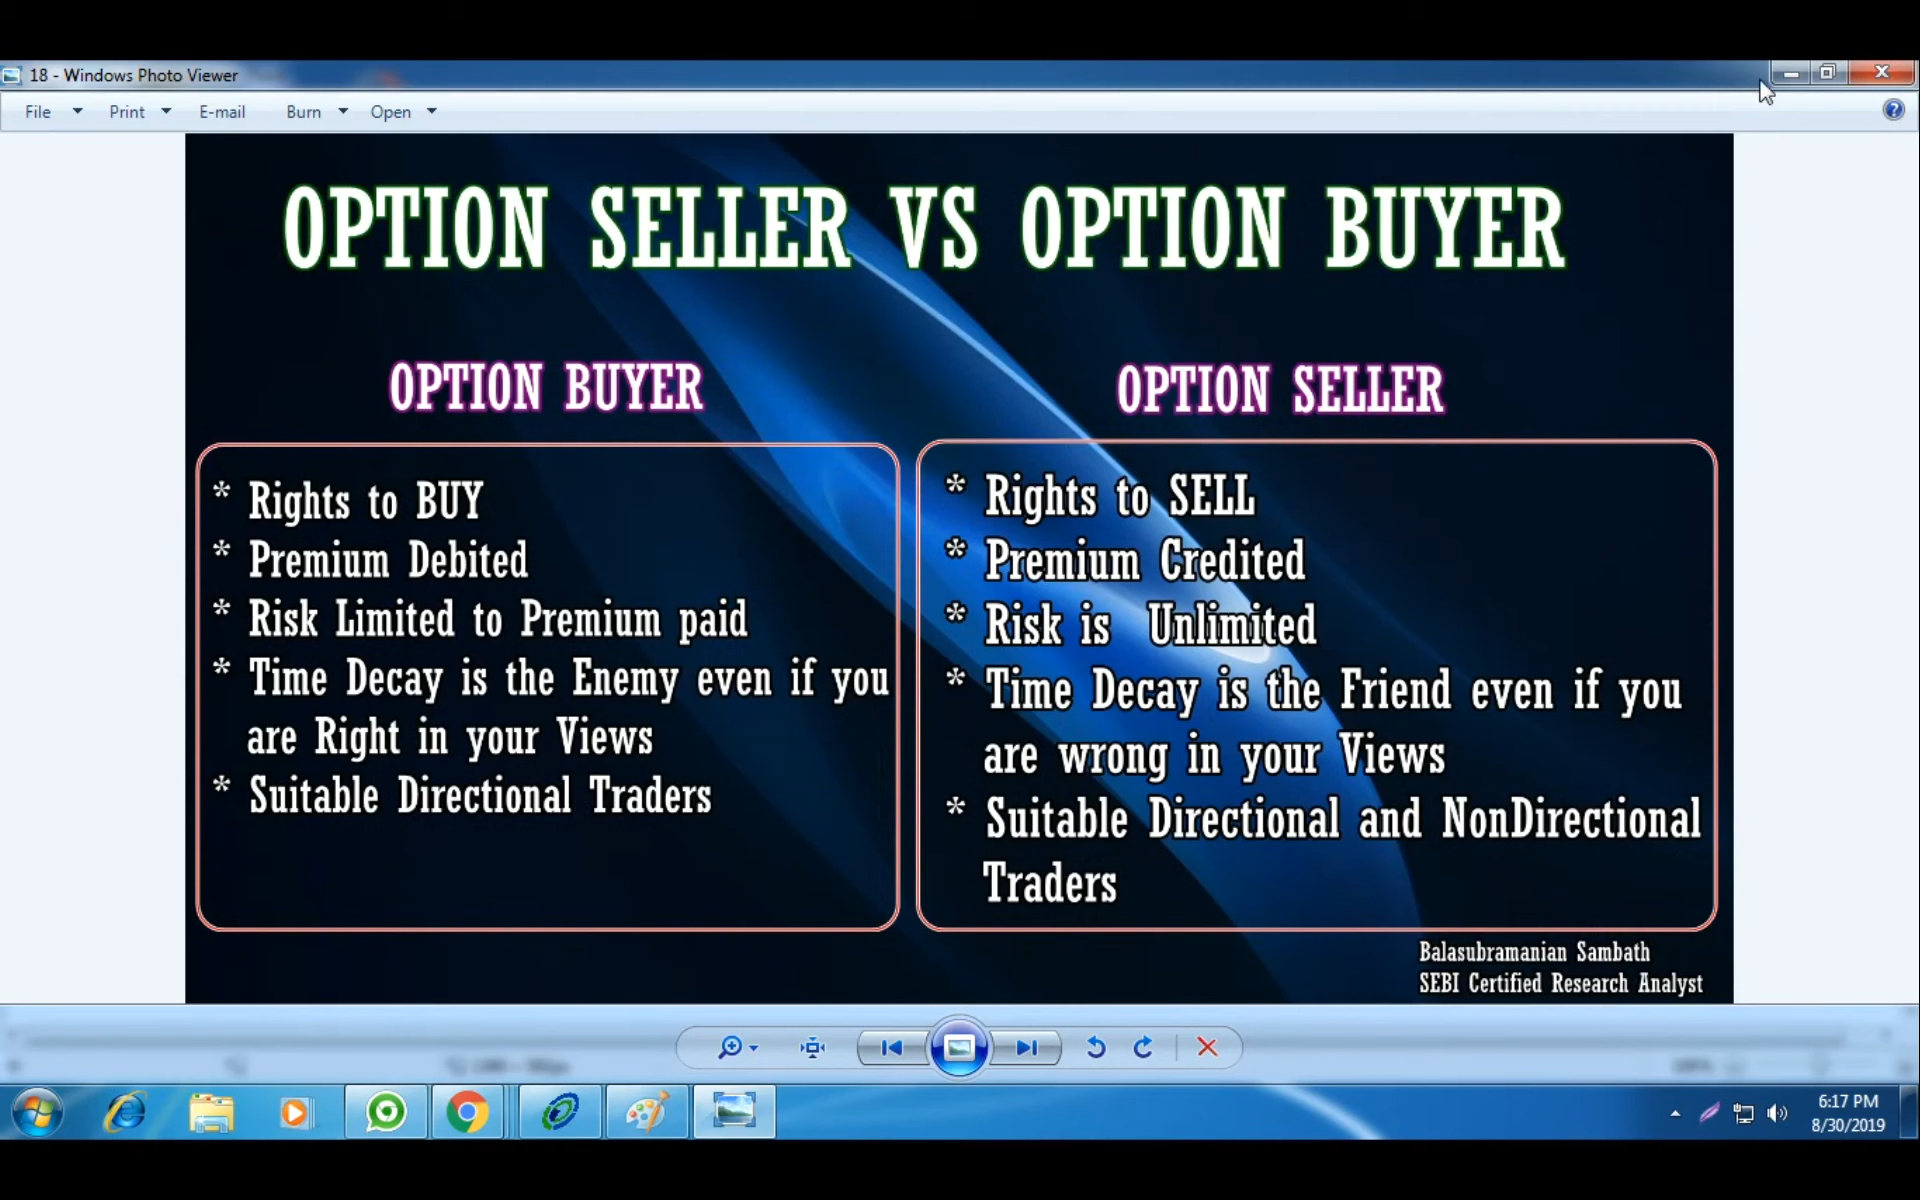 18 - Windows Photo Viewer
File Print E-mail Burn Open
OPTION SELLER VS OPTION BUYER
OPTION BUYER
* Rights to BUY
* Premium Debited
* Risk Limited to Premium paid
* Time Decay is the Enemy even if you
are Right in your Views
* Suitable Directional Traders
OPTION SELLER
* Rights to SELL
* Premium Credited
* Risk is Unlimited
* Time Decay is the Friend even if you
are wrong in your Views
* Suitable Directional and NonDirectional
Traders
Balasubramanian Sambath
SEBI Certified Research Analyst
6:17 PM
8/30/2019